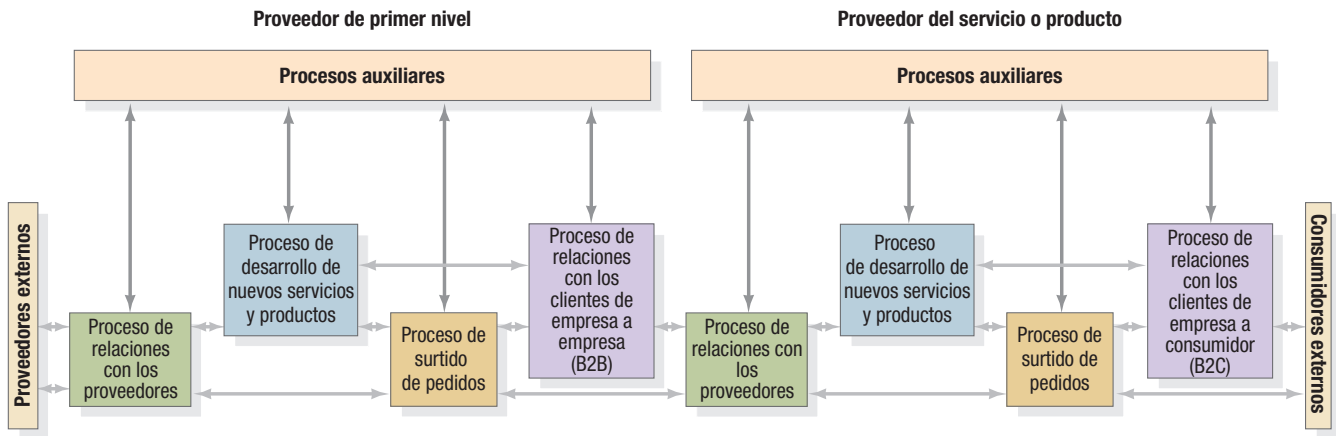 Proveedor de primer nivel
Proveedor del servicio o producto
Procesos auxiliares
Procesos auxiliares
Proveedores externos
Proceso de
relaciones
con los
proveedores
Proceso de
desarrollo de
nuevos servicios
y productos
Proceso de
surtido
de pedidos
Proceso de
relaciones
con los
clientes de
empresa a
empresa
(B2B)
Proceso de
relaciones con
los
proveedores
Proceso
de desarrollo de
nuevos servicios
y productos
Proceso de
surtido de
pedidos
Proceso de
relaciones
con los
clientes de
empresa a
consumidor
(B2C)
Consumidores externos